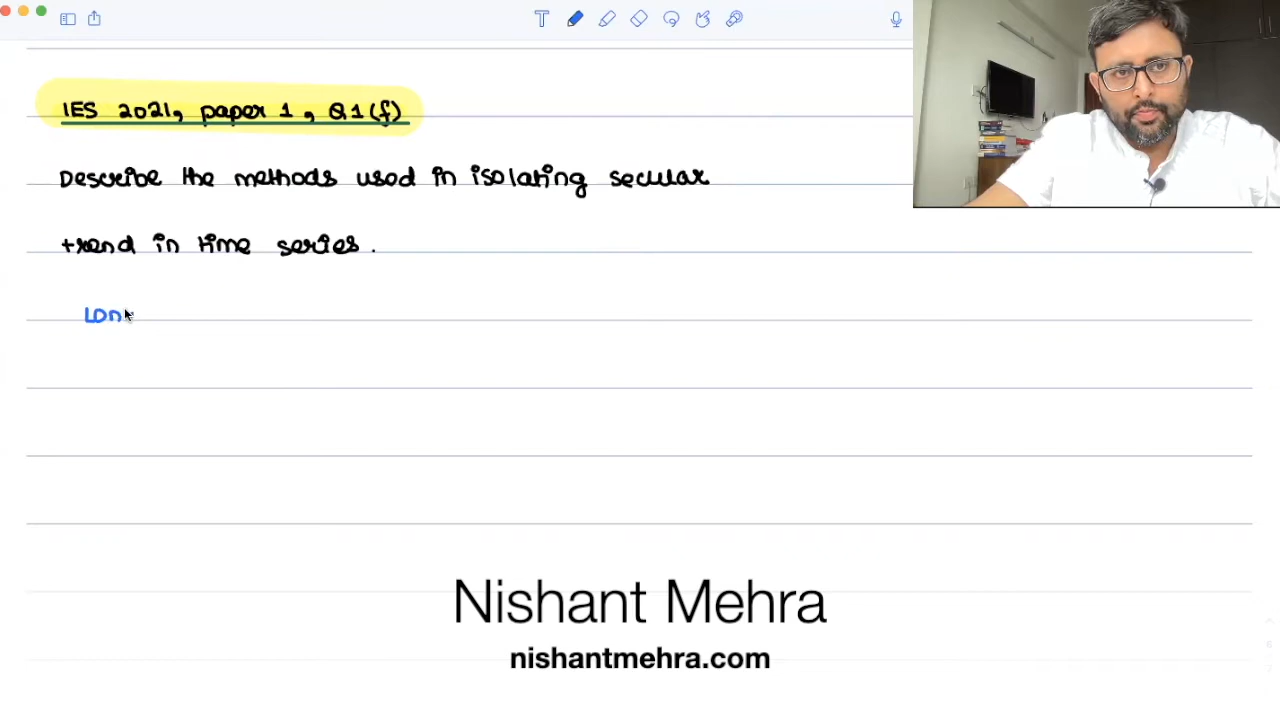 IES 2021, paper 1, Q1(f)
Describe the methods used in isolating secular
trend in time series.
Lon
Nishant Mehra
nishantmehra.com